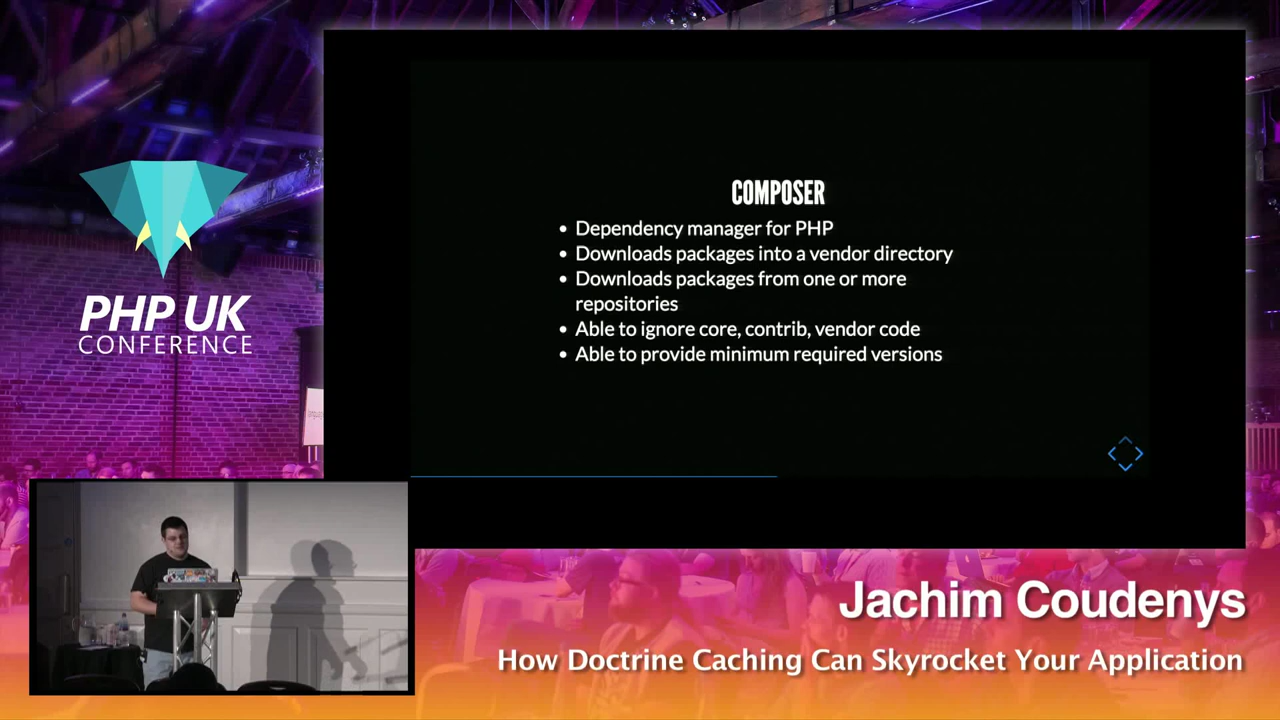 PHP UK
CONFERENCE
COMPOSER
• Dependency manager for PHP
• Downloads packages into a vendor directory
• Downloads packages from one or more
repositories
• Able to ignore core, contrib, vendor code
• Able to provide minimum required versions
Jachim Coudenys
How Doctrine Caching Can Skyrocket Your Application